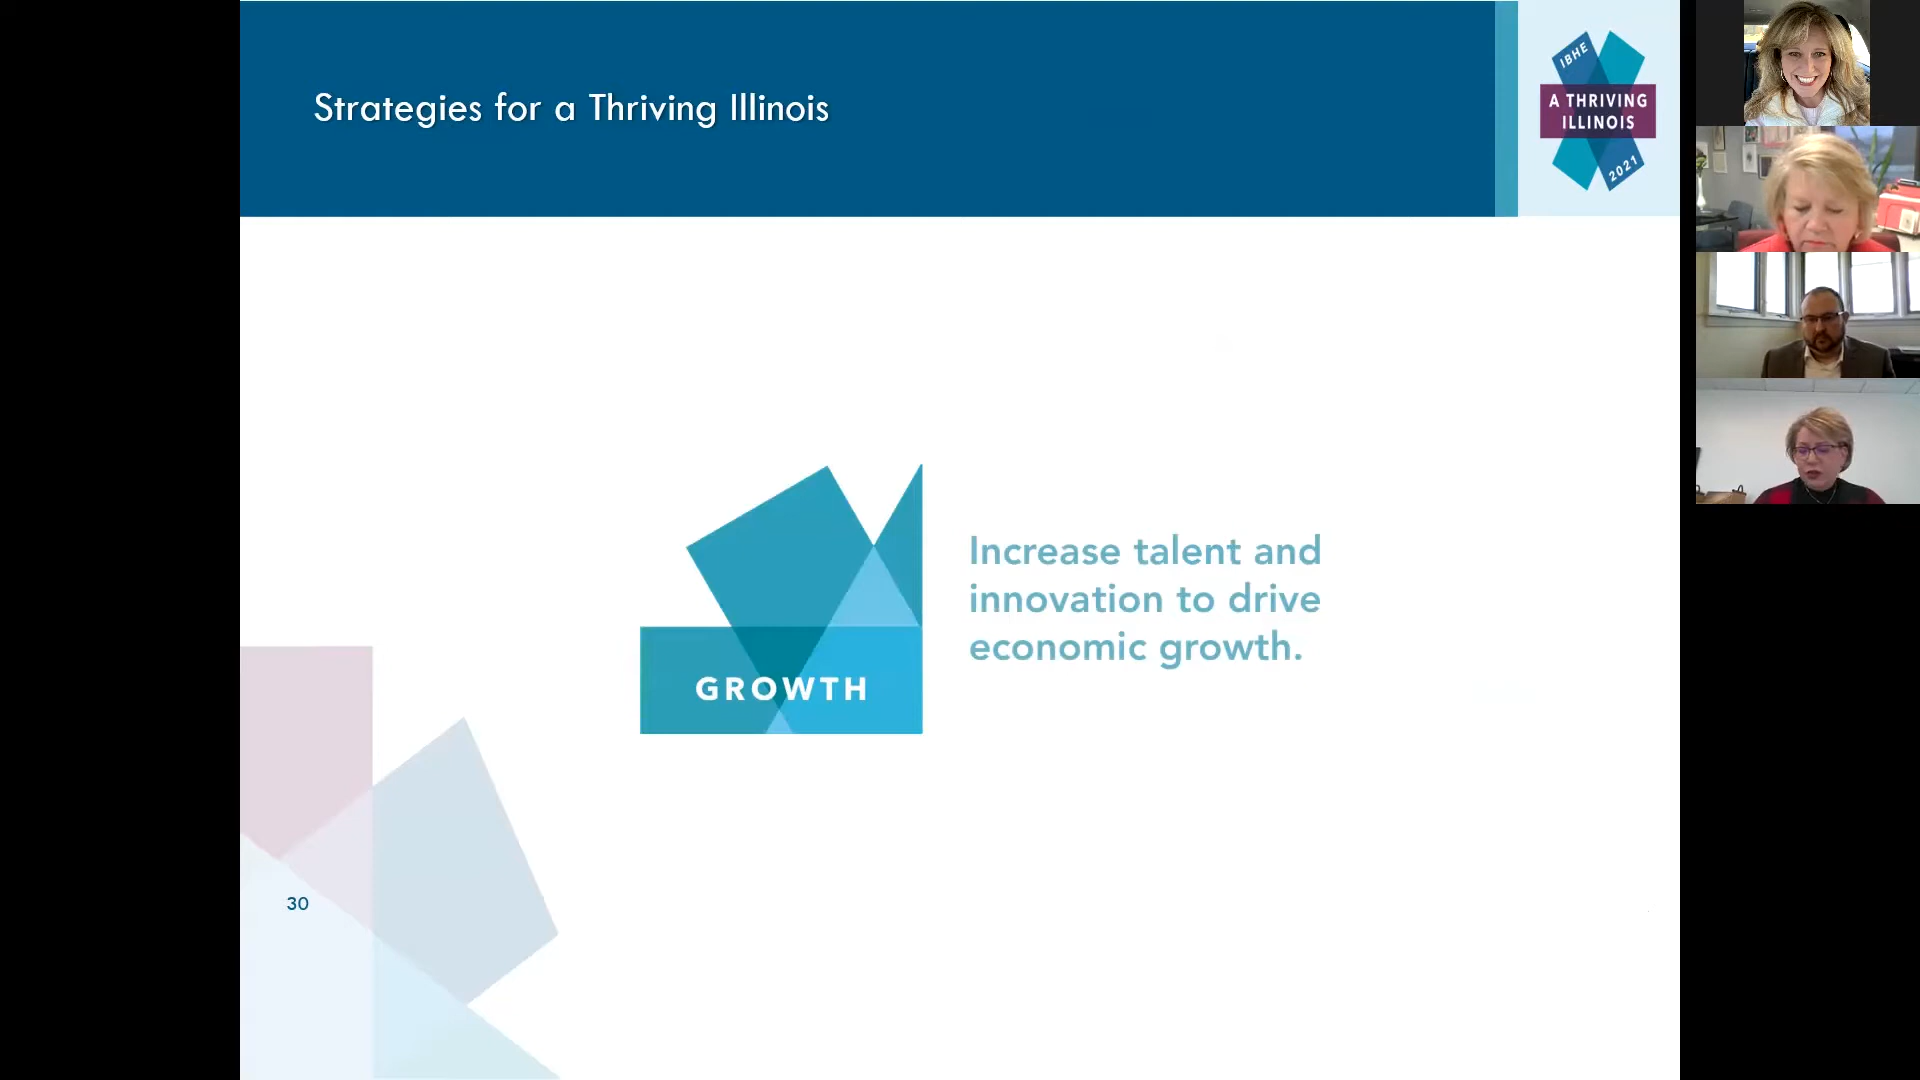 Strategies for a Thriving Illinois
IBHE
A THRIVING
ILLINOIS
2021
Increase talent and
innovation to drive
economic growth.
GROWTH
30